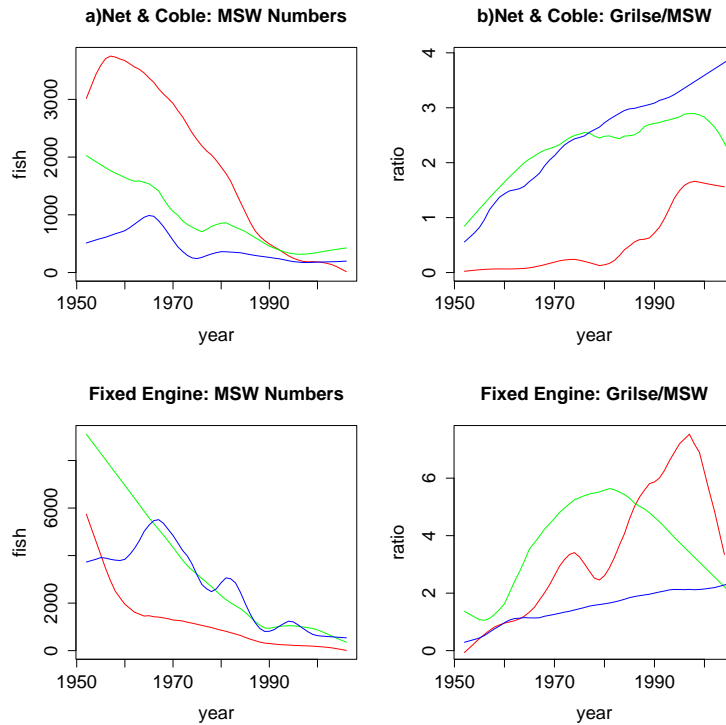 a)Net & Coble: MSW Numbers
fish
0 1000 2000 3000
1950 1970 1990
year
b)Net & Coble: Grilse/MSW
ratio
0 1 2 3 4
1950 1970 1990
year
Fixed Engine: MSW Numbers
fish
0 2000 6000
1950 1970 1990
year
Fixed Engine: Grilse/MSW
ratio
0 2 4 6
1950 1970 1990
year